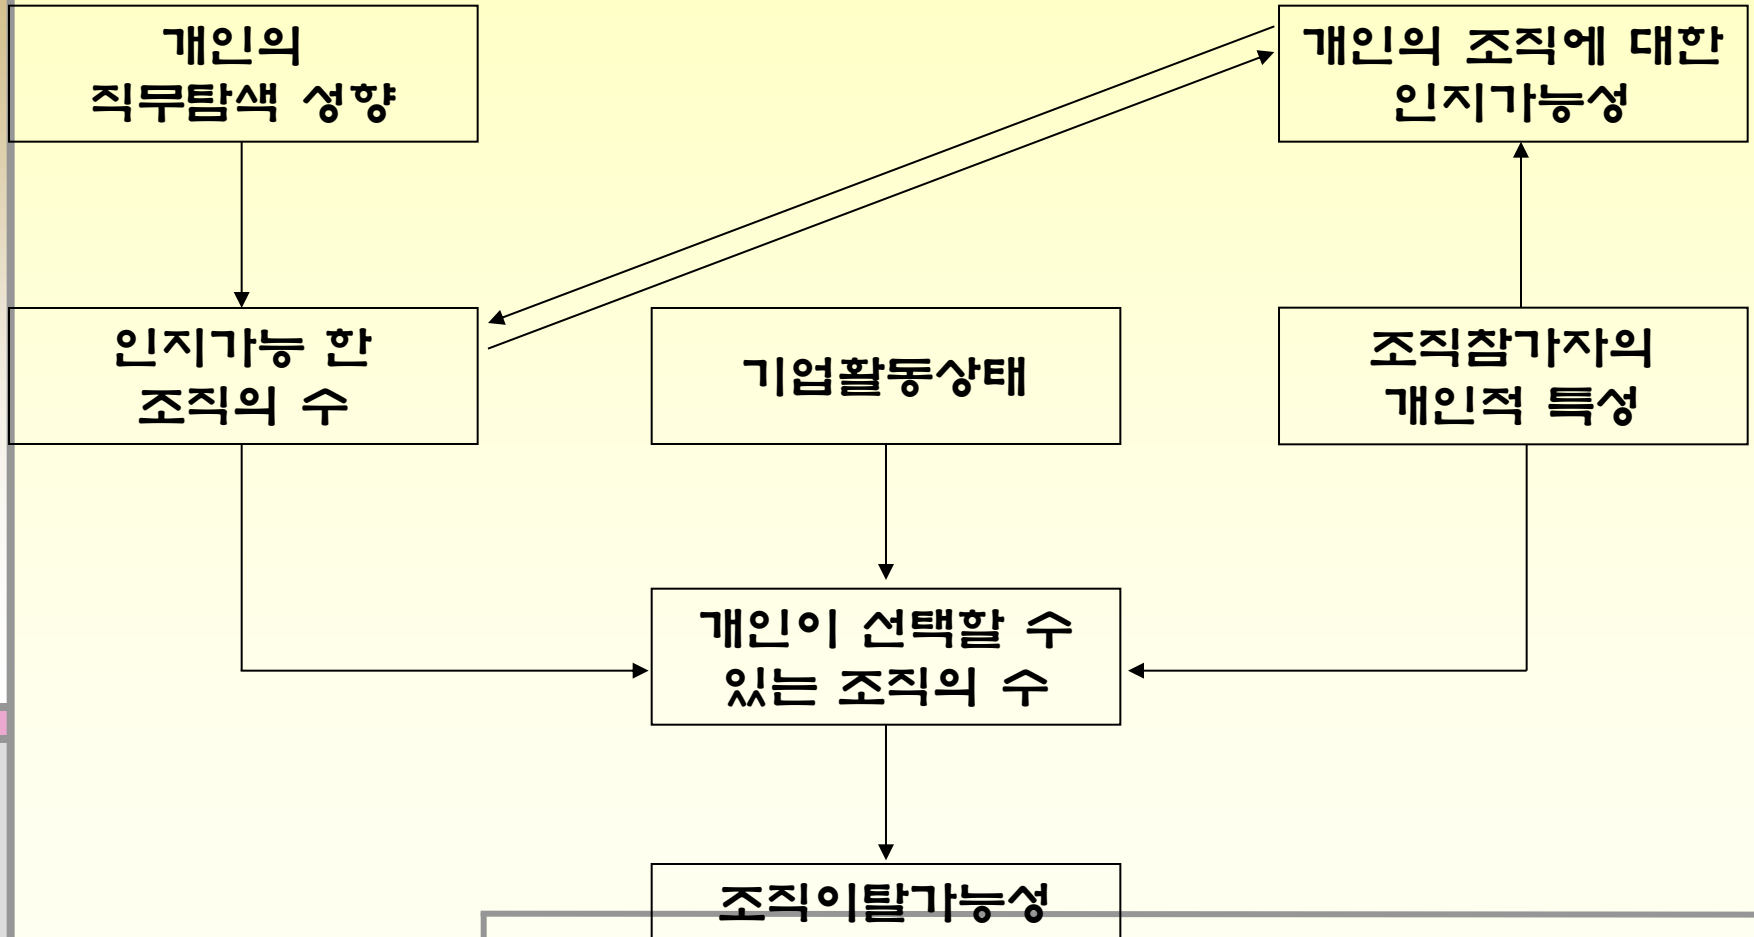 개인의
직무탐색 성향
개인의 조직에 대한
인지가능성
인지가능 한
조직의 수
기업활동상태
조직참가자의
개인적 특성
개인이 선택할 수
있는 조직의 수
조직이탈가능성